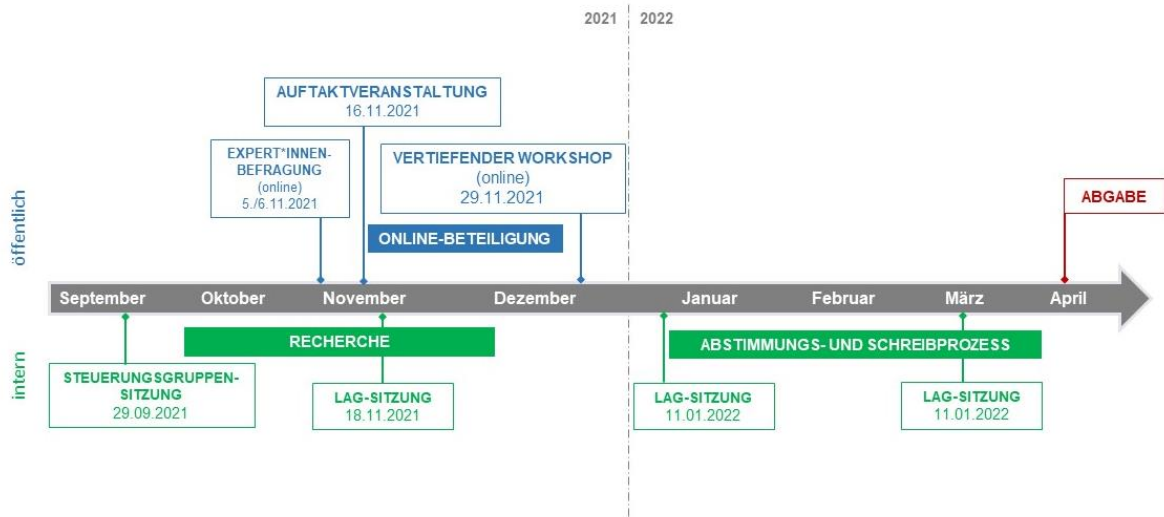 2021
2022
AUFTAKTVERANSTALTUNG
16.11.2021
EXPERT*INNEN-
BEFRAGUNG
(online)
5./6.11.2021
VERTIEFENDER WORKSHOP
(online)
29.11.2021
ABGABE
öffentlich
ONLINE-BETEILIGUNG
September
Oktober
November
Dezember
Januar
Februar
März
April
intern
RECHERCHE
ABSTIMMUNGS- UND SCHREIBPROZESS
STEUERUNGSGRUPPEN-
SITZUNG
29.09.2021
LAG-SITZUNG
18.11.2021
LAG-SITZUNG
11.01.2022
LAG-SITZUNG
11.01.2022